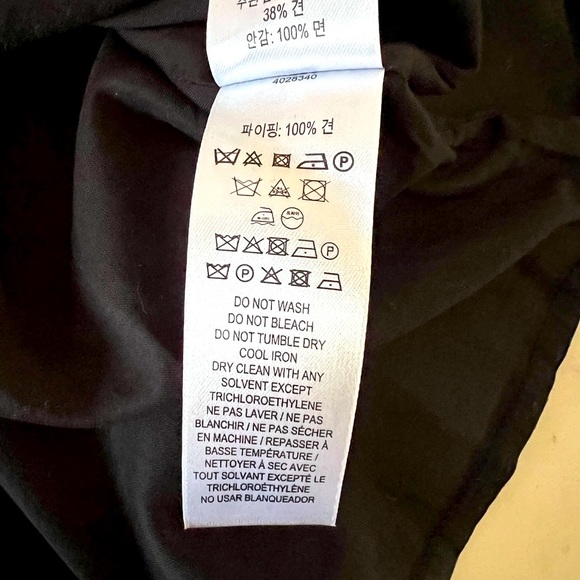 38% 견
안감: 100% 면
4028340
파이핑: 100% 견
P
P
P
DO NOT WASH
DO NOT BLEACH
DO NOT TUMBLE DRY
COOL IRON
DRY CLEAN WITH ANY
SOLVENT EXCEPT
TRICHLOROETHYLENE
NE PAS LAVER / NE PAS
BLANCHIR / NE PAS SÉCHER
EN MACHINE / REPASSER À
BASSE TEMPÉRATURE /
NETTOYER À SEC AVEC
TOUT SOLVANT EXCEPTÉ LE
TRICHLOROÉTHYLÈNE
NO USAR BLANQUEADOR